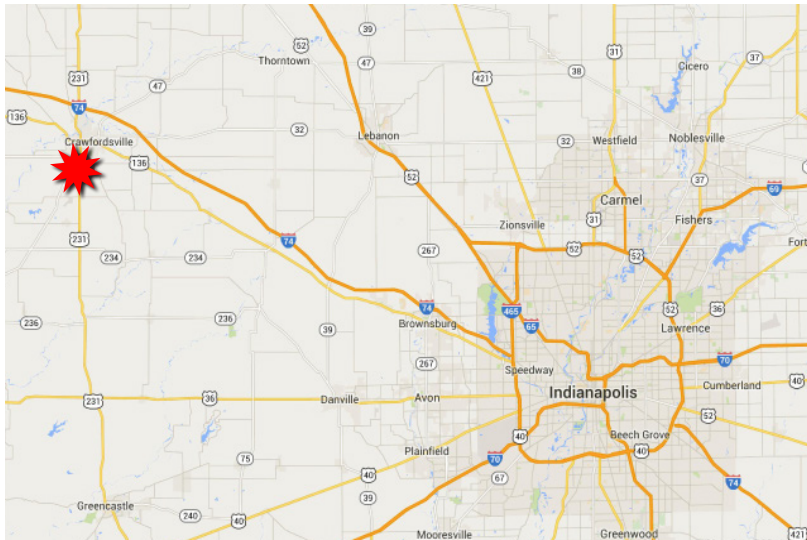 39
52
Thorntown
31
37
231
47
421
38
Cicero
47
74
136
32
Lebanon
32
Westfield
Noblesville
Crawfordsville
136
52
37
69
Carmel
Zionsville
31
Fishers
231
74
267
52
52
Fort
234
234
74
465
52
36
236
236
39
Brownsburg
65
Lawrence
267
Speedway
70
Indianapolis
Cumberland
40
231
36
Danville
Avon
52
40
Beech Grove
Plainfield
40
75
70
67
40
74
39
Greencastle
240
40
Mooresville
Greenwood
421